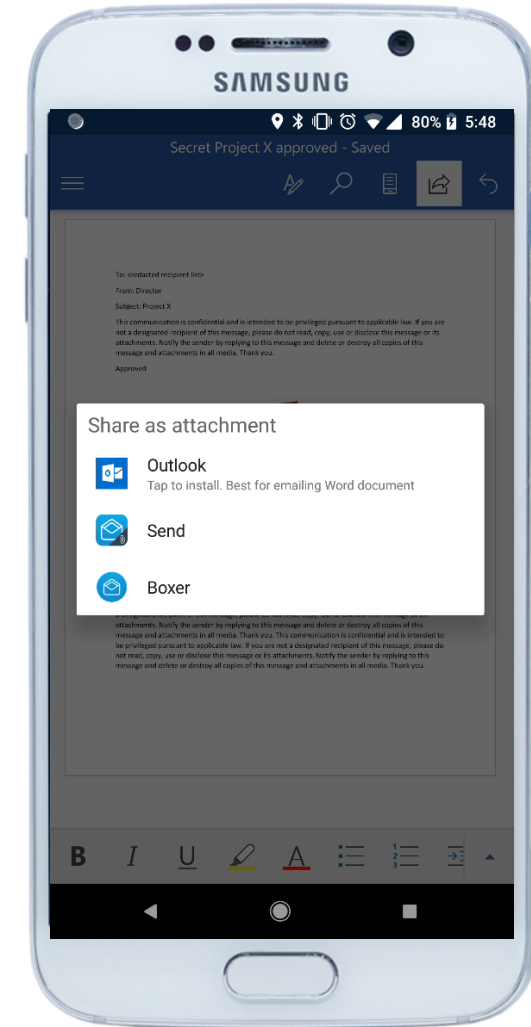 SAMSUNG
80% 5:48
Secret Project X approved - Saved
To: <redacted recipient list>
From: Director
Subject: Project X
This communication is confidential and is intended to be privileged pursuant to applicable law. If you are
not a designated recipient of this message, please do not read, copy, use or disclose this message or its
attachments. Notify the sender by replying to this message and delete or destroy all copies of this
message and attachments in all media. Thank you.
Approved
Share as attachment
Outlook
Tap to install. Best for emailing Word document
Send
Boxer
attachments. Notify the sender by replying to this message and delete or destroy all copies of this
message and attachments in all media. Thank you. This communication is confidential and is intended to
be privileged pursuant to applicable law. If you are not a designated recipient of this message, please do
not read, copy, use or disclose this message or its attachments. Notify the sender by replying to this
message and delete or destroy all copies of this message and attachments in all media. Thank you.
B I U A